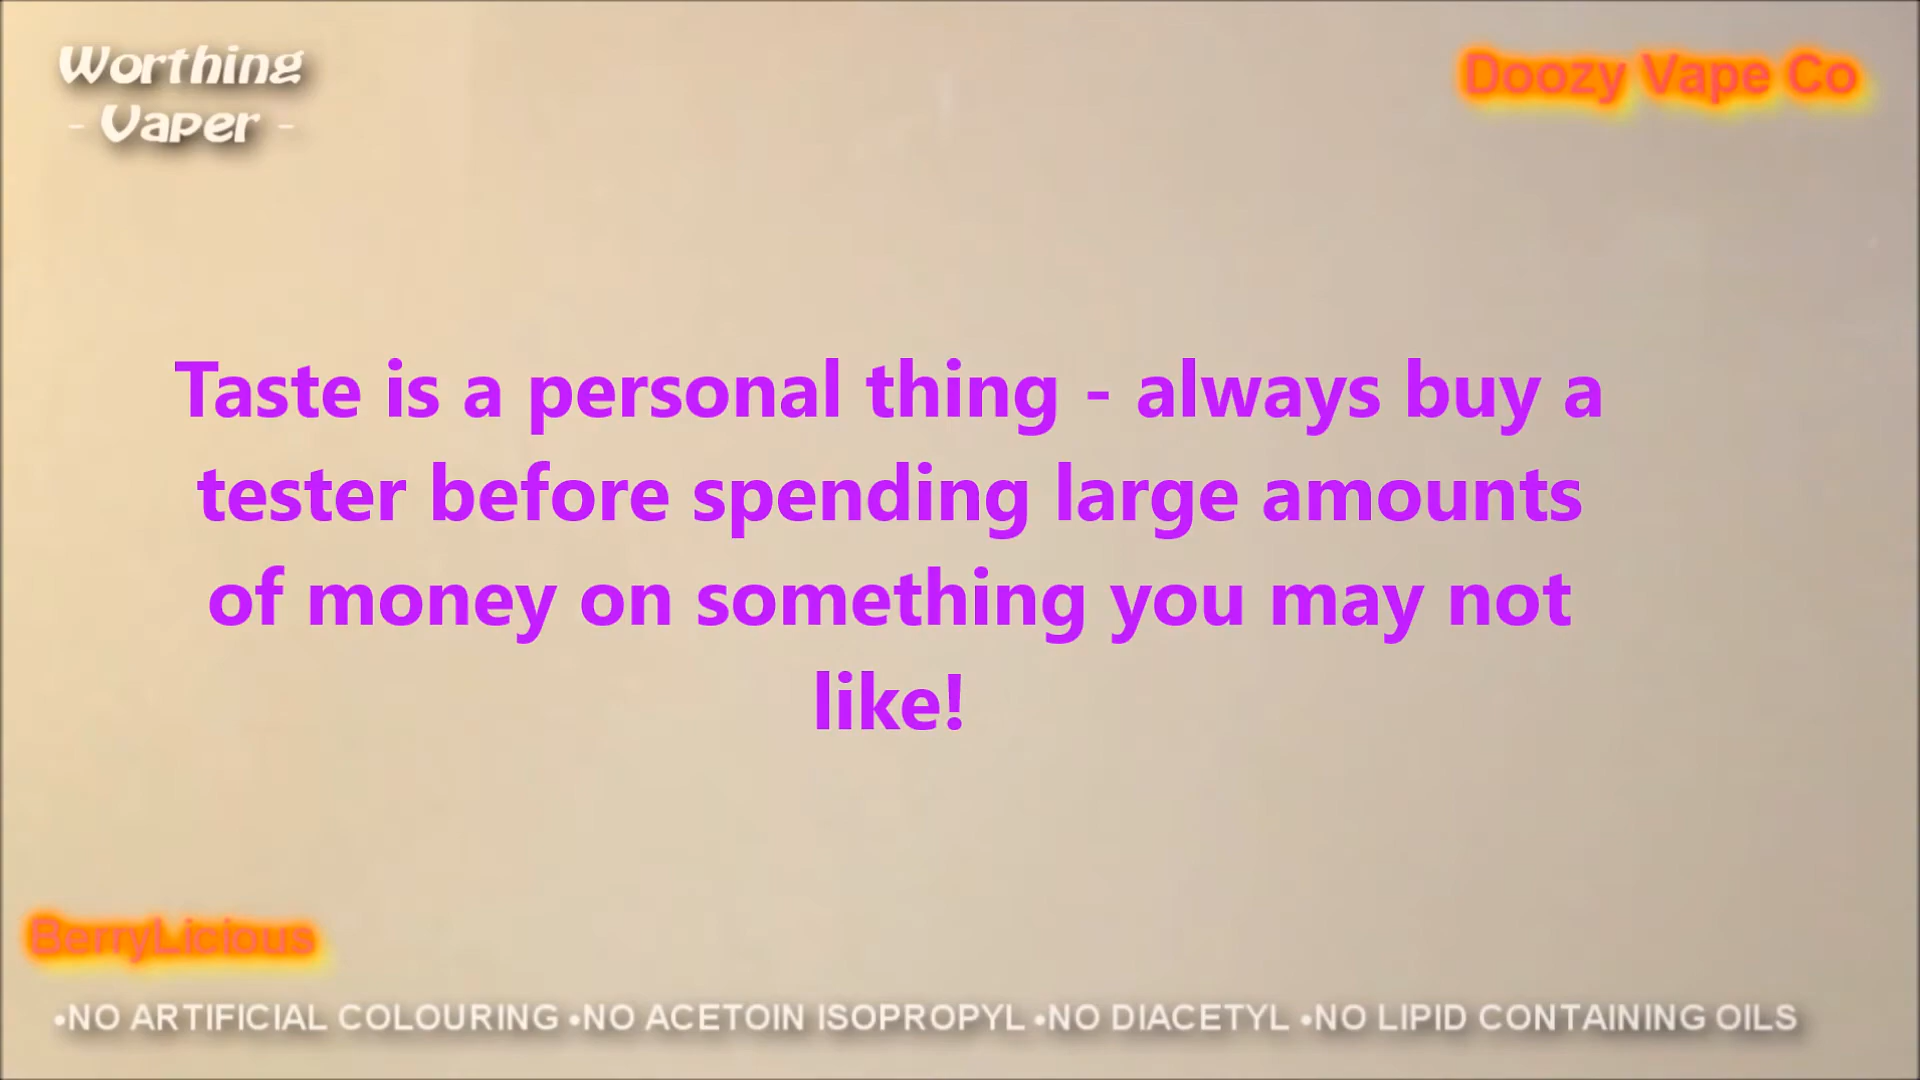 Worthing
- Vaper -
Doozy Vape Co
Taste is a personal thing - always buy a
tester before spending large amounts
of money on something you may not
like!
BerryLicious
•NO ARTIFICIAL COLOURING •NO ACETOIN ISOPROPYL •NO DIACETYL •NO LIPID CONTAINING OILS